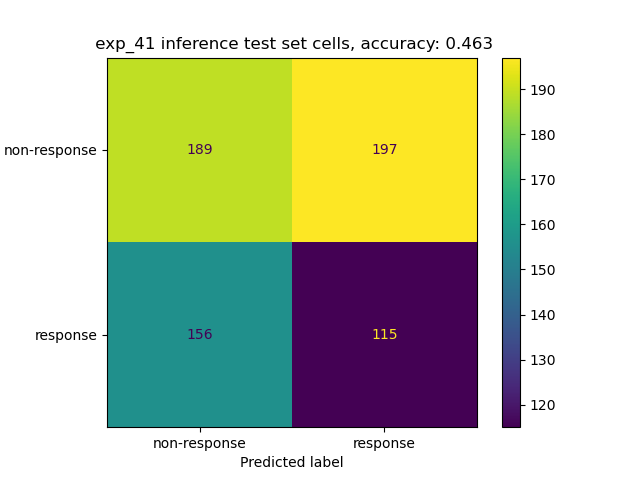 exp_41 inference test set cells, accuracy: 0.463
non-response
189
197
response
156
115
non-response
response
Predicted label
190
180
170
160
150
140
130
120